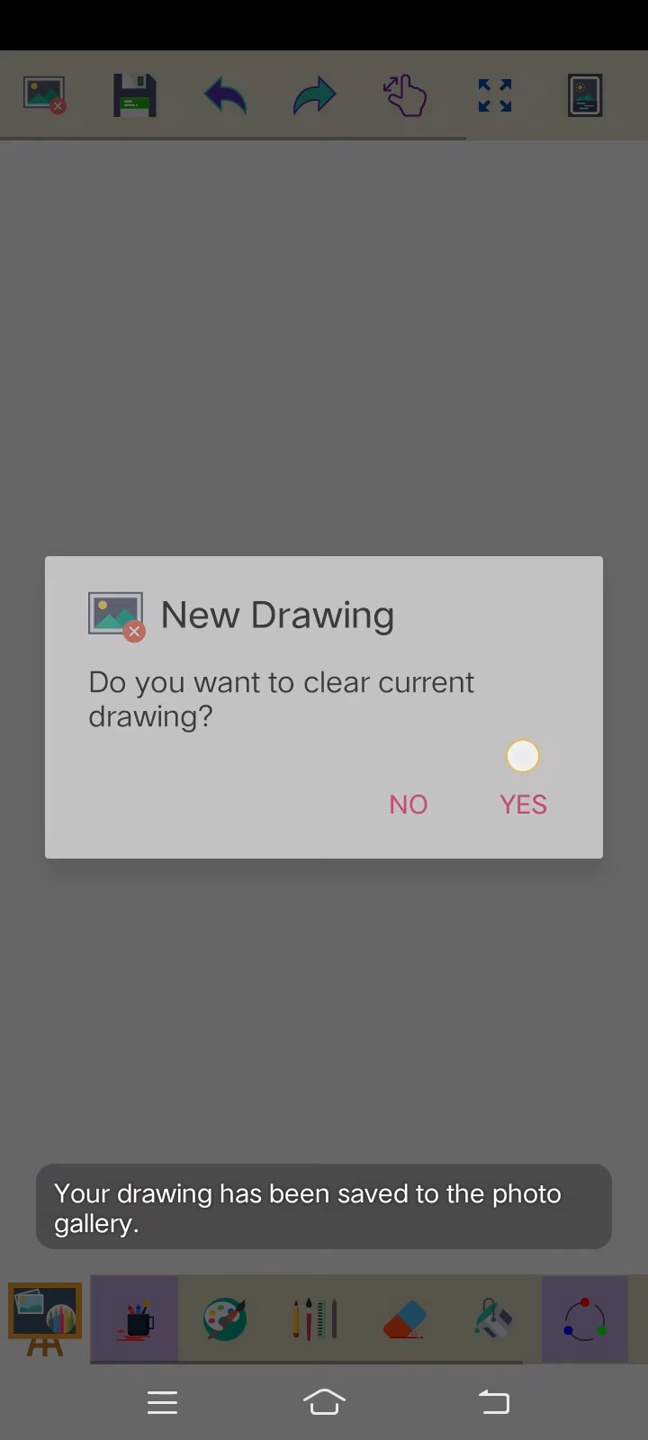 New Drawing
Do you want to clear current
drawing?
NO YES
Your drawing has been saved to the photo
gallery.